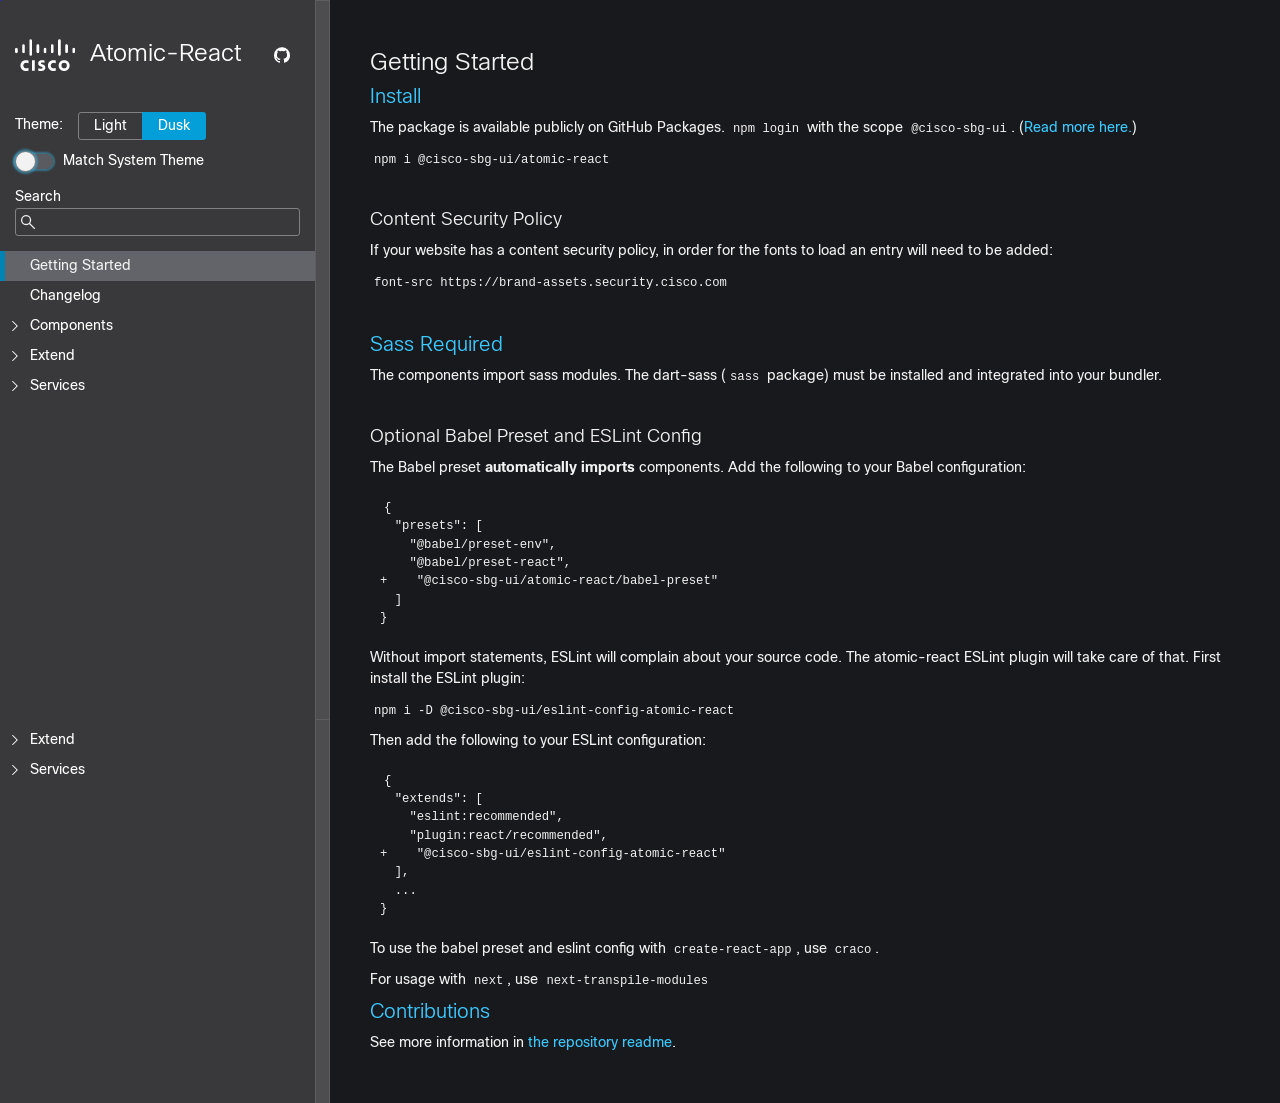 cisco
Atomic-React
Theme:
Light
Dusk
Match System Theme
Search
Getting Started
Changelog
Components
Extend
Services
Extend
Services
Getting Started
Install
The package is available publicly on GitHub Packages. npm login with the scope @cisco-sbg-ui. (Read more here.)
npm i @cisco-sbg-ui/atomic-react
Content Security Policy
If your website has a content security policy, in order for the fonts to load an entry will need to be added:
font-src https://brand-assets.security.cisco.com
Sass Required
The components import sass modules. The dart-sass ( sass package) must be installed and integrated into your bundler.
Optional Babel Preset and ESLint Config
The Babel preset automatically imports components. Add the following to your Babel configuration:
{
"presets": [
"@babel/preset-env",
"@babel/preset-react",
+    "@cisco-sbg-ui/atomic-react/babel-preset"
]
}
Without import statements, ESLint will complain about your source code. The atomic-react ESLint plugin will take care of that. First
install the ESLint plugin:
npm i -D @cisco-sbg-ui/eslint-config-atomic-react
Then add the following to your ESLint configuration:
{
"extends": [
"eslint:recommended",
"plugin:react/recommended",
+    "@cisco-sbg-ui/eslint-config-atomic-react"
],
...
}
To use the babel preset and eslint config with create-react-app, use craco.
For usage with next, use next-transpile-modules
Contributions
See more information in the repository readme.